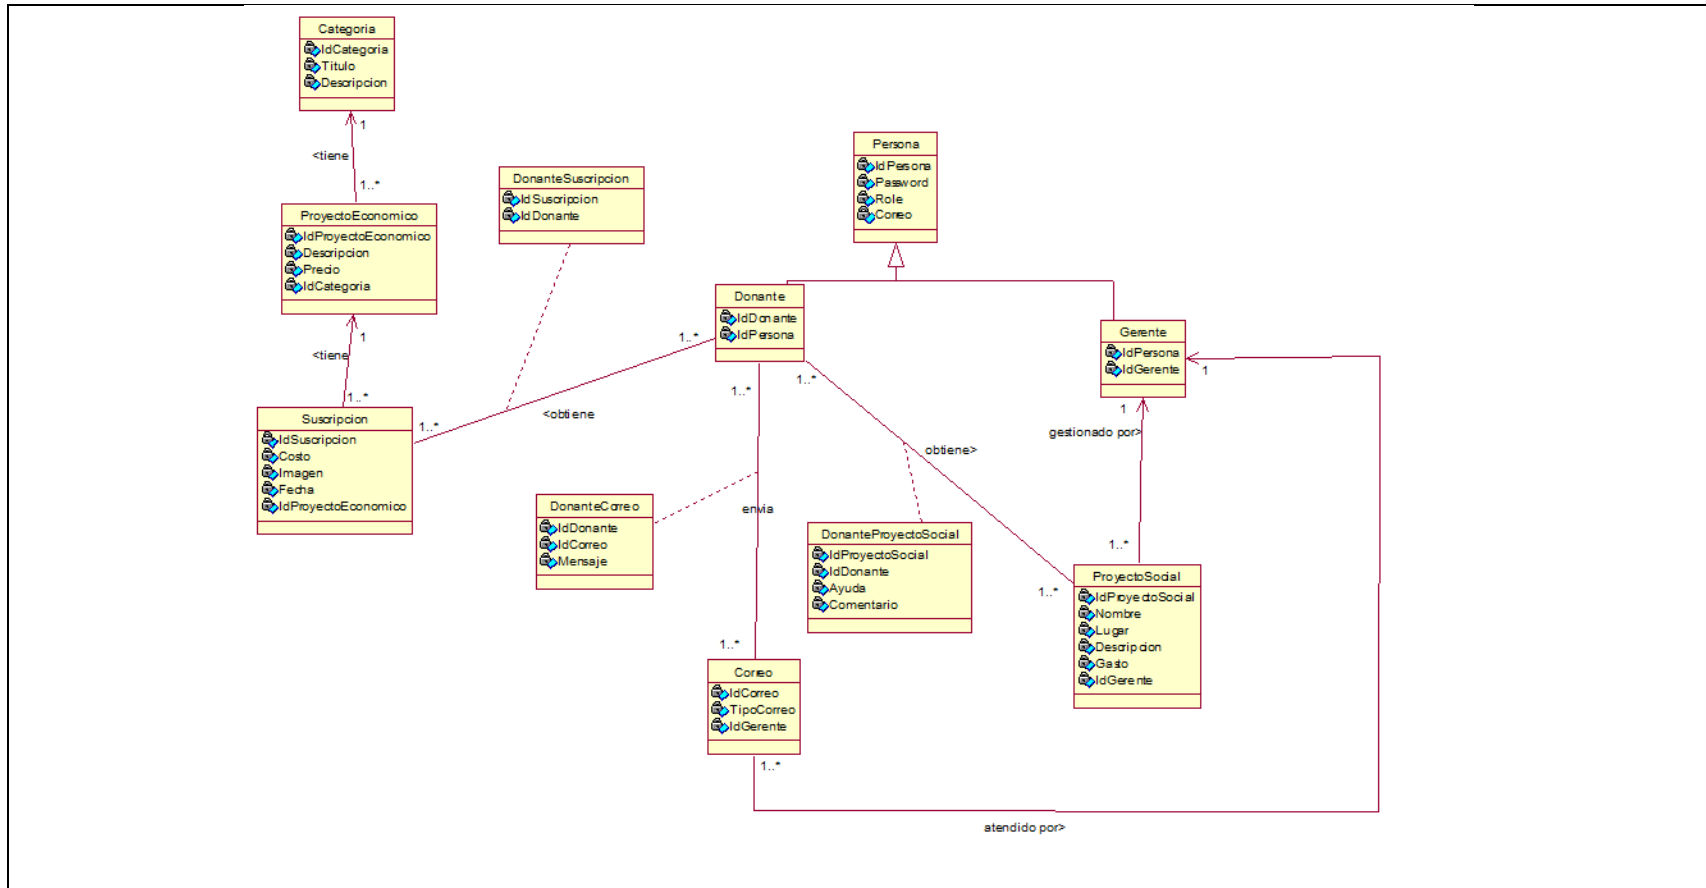 Categoria
IdCategoria
Titulo
Descripcion
1
<tiene
1..*
ProyectoEconomico
IdProyectoEconomico
Descripcion
Precio
IdCategoria
1
<tiene
1..*
Suscripcion
IdSuscripcion
Costo
Imagen
Fecha
IdProyectoEconomico
1..*
<obtiene
1..*
DonanteSuscripcion
IdSuscripcion
IdDonante
Persona
IdPersona
Password
Role
Correo
Donante
IdDonante
IdPersona
1..*
1..*
Gerente
IdPersona
IdGerente
1
1
gestionado por>
obtiene>
envia
DonanteCorreo
IdDonante
IdCorreo
Mensaje
DonanteProyectoSocial
IdProyectoSocial
IdDonante
Ayuda
Comentario
1..*
1..*
ProyectoSocial
IdProyectoSocial
Nombre
Lugar
Descripcion
Gasto
IdGerente
1..*
Correo
IdCorreo
TipoCorreo
IdGerente
1..*
atendido por>